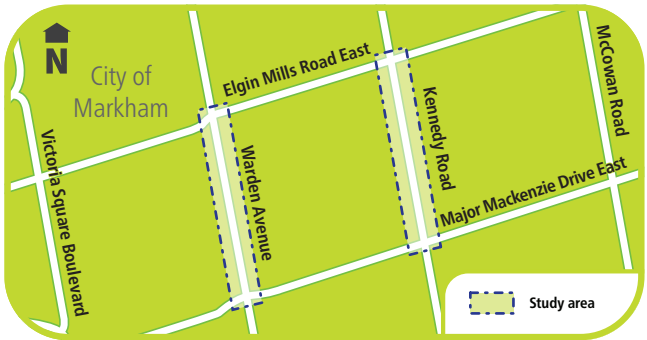 N
City of
Markham
Elgin Mills Road East
McCowan Road
Victoria Square Boulevard
Warden Avenue
Kennedy Road
Major Mackenzie Drive East
Study area